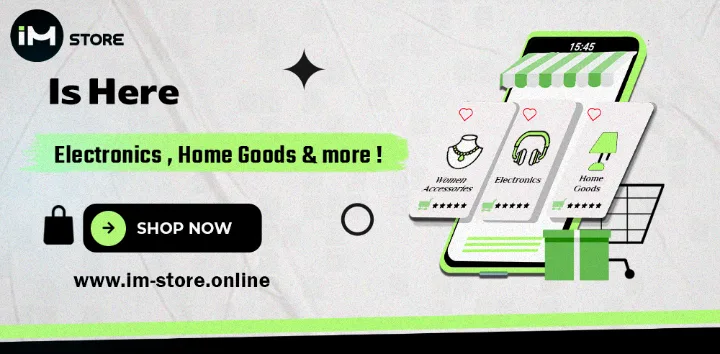 iM STORE
15:45
Is Here
Electronics , Home Goods & more !
Women
Accessories
Electronics
Home
Goods
SHOP NOW
www.im-store.online